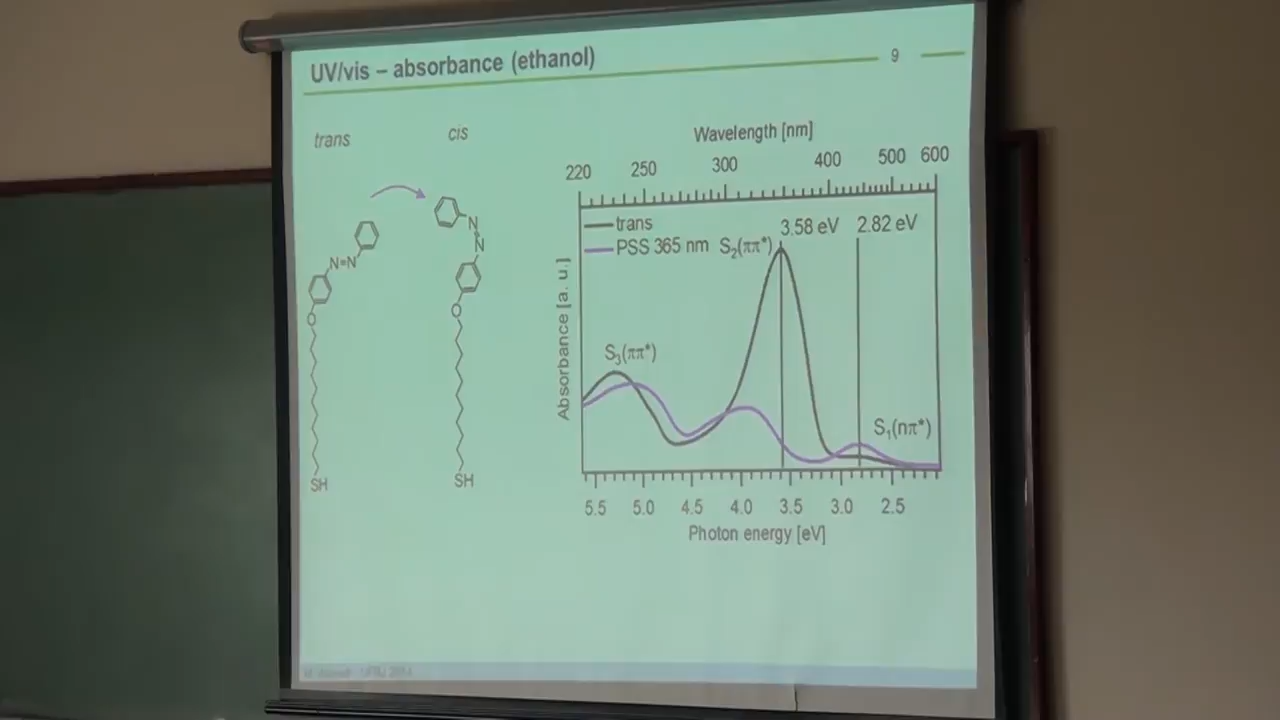 UV/vis – absorbance (ethanol)
9
trans
cis
N=N
O
SH
N
N
O
SH
Wavelength [nm]
220 250 300 400 500 600
trans
PSS 365 nm
S₂(ππ*)
3.58 eV
2.82 eV
S₃(ππ*)
S₁(nπ*)
Absorbance [a. u.]
5.5 5.0 4.5 4.0 3.5 3.0 2.5
Photon energy [eV]